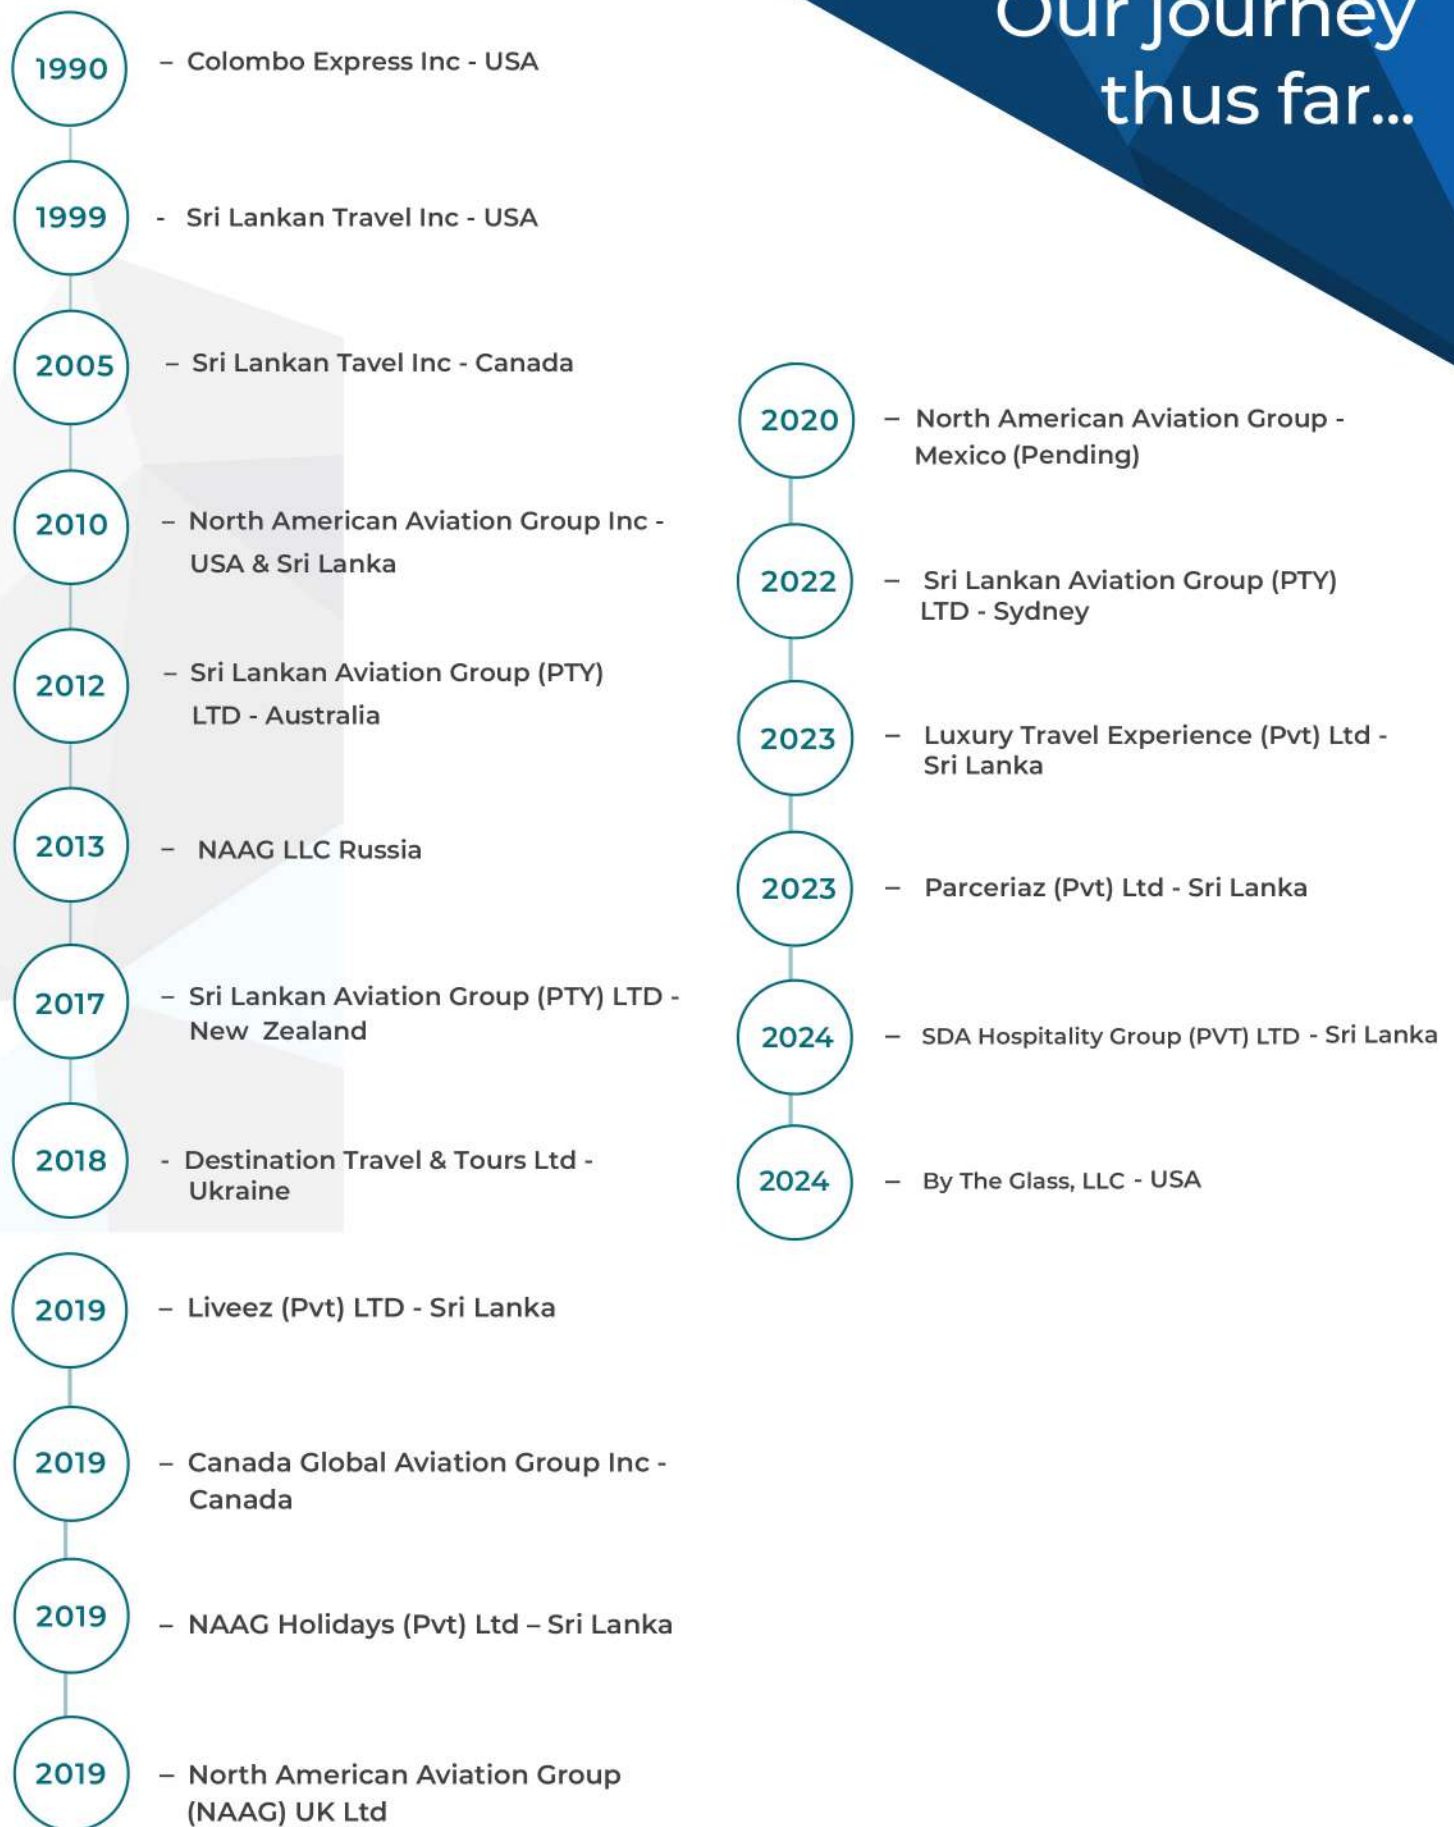 Our journey
thus far...
1990
– Colombo Express Inc - USA
1999
- Sri Lankan Travel Inc - USA
2005
– Sri Lankan Tavel Inc - Canada
2010
– North American Aviation Group Inc -
USA & Sri Lanka
2012
– Sri Lankan Aviation Group (PTY)
LTD - Australia
2013
– NAAG LLC Russia
2017
– Sri Lankan Aviation Group (PTY) LTD -
New Zealand
2018
- Destination Travel & Tours Ltd -
Ukraine
2019
– Liveez (Pvt) LTD - Sri Lanka
2019
– Canada Global Aviation Group Inc -
Canada
2019
– NAAG Holidays (Pvt) Ltd – Sri Lanka
2019
– North American Aviation Group
(NAAG) UK Ltd
2020
– North American Aviation Group -
Mexico (Pending)
2022
– Sri Lankan Aviation Group (PTY)
LTD - Sydney
2023
– Luxury Travel Experience (Pvt) Ltd -
Sri Lanka
2023
– Parceriaz (Pvt) Ltd - Sri Lanka
2024
– SDA Hospitality Group (PVT) LTD - Sri Lanka
2024
– By The Glass, LLC - USA